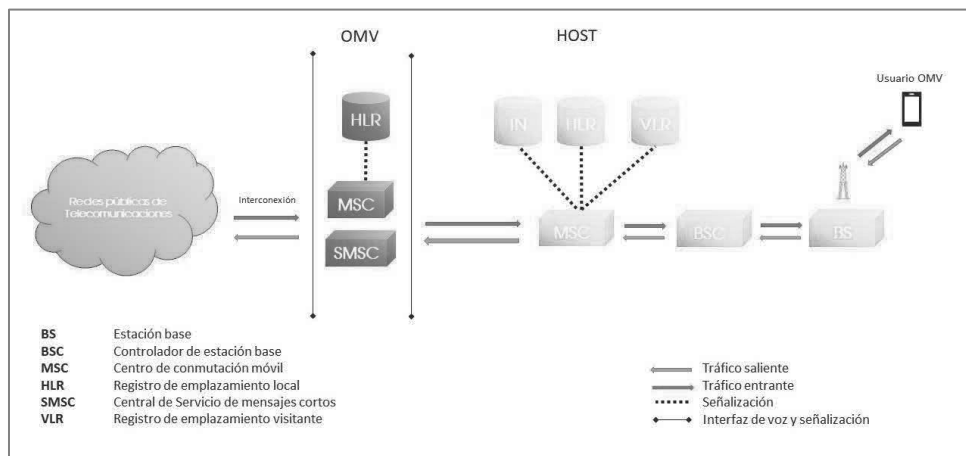 OMV
HOST
Usuario OMV
HLR
IN
HLR
VLR
Redes públicas de
Telecomunicaciones
Interconexión
MSC
SMSC
MSC
BSC
BS
BS Estación base
BSC Controlador de estación base
MSC Centro de conmutación móvil
HLR Registro de emplazamiento local
SMSC Central de Servicio de mensajes cortos
VLR Registro de emplazamiento visitante
Tráfico saliente
Tráfico entrante
Señalización
Interfaz de voz y señalización